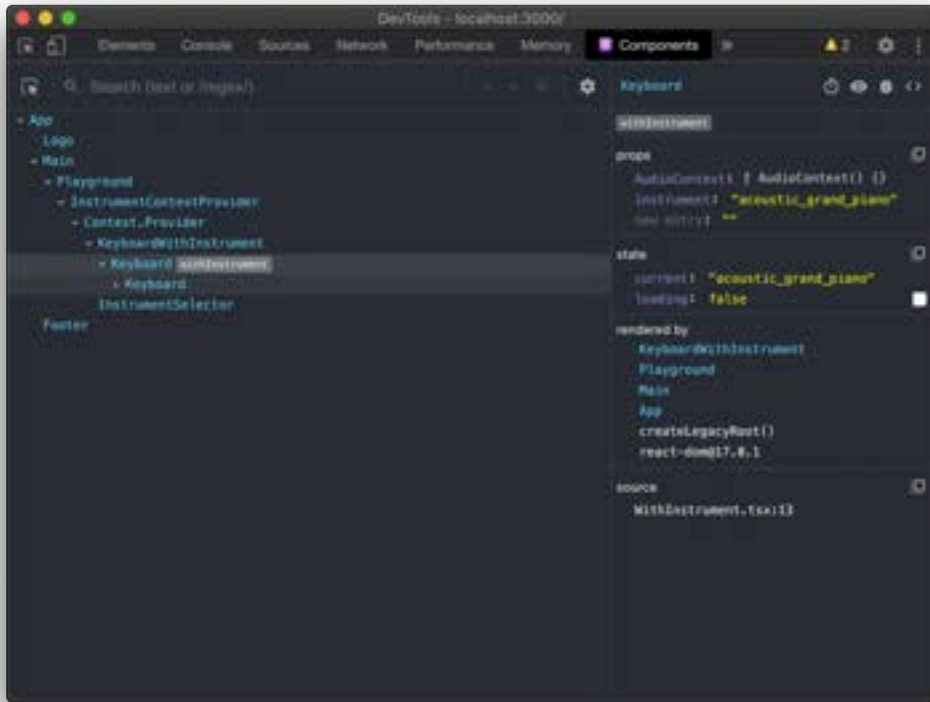 DevTools - localhost:3000/
Elements Console Sources Network Performance Memory Components » 2
Search (text or /regex/)
App
Logo
Main
Playground
InstrumentContextProvider
Context.Provider
KeyboardWithInstrument
Keyboard withInstrument
Keyboard
InstrumentSelector
Footer
Keyboard
withInstrument
props
AudioContext: ƒ AudioContext() {}
instrument: "acoustic_grand_piano"
new entry: ""
state
current: "acoustic_grand_piano"
loading: false
rendered by
KeyboardWithInstrument
Playground
Main
App
createLegacyRoot()
react-dom@17.0.1
source
WithInstrument.tsx:13